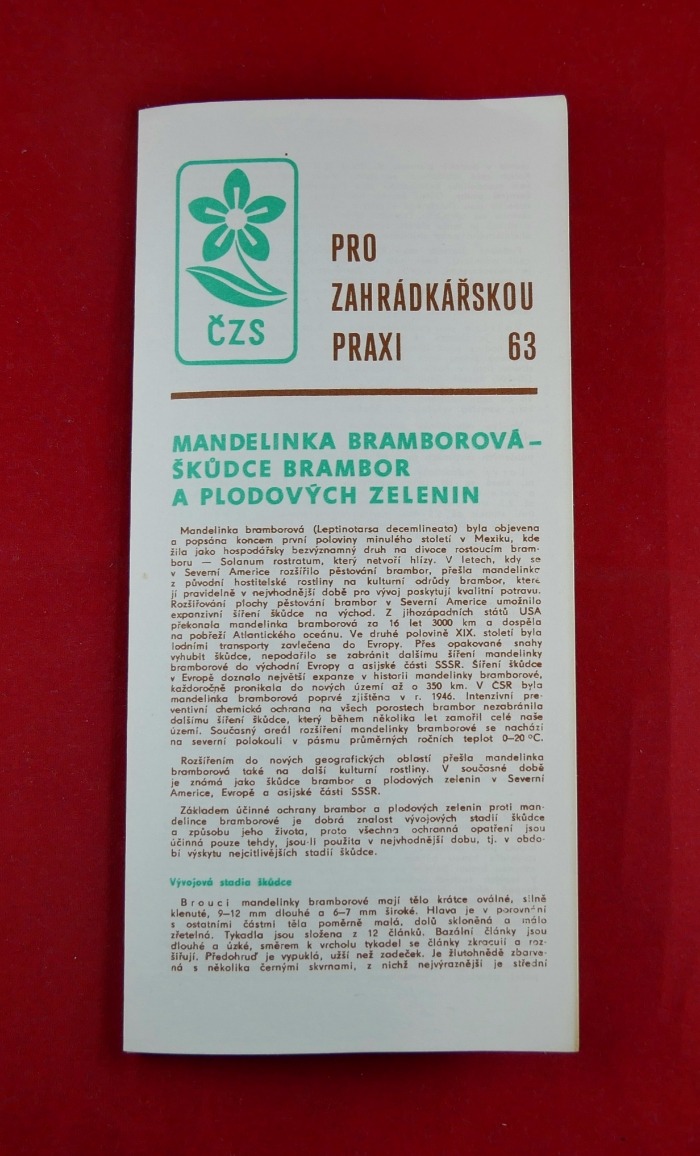 ČZS
PRO
ZAHRÁDKÁŘSKOU
PRAXI 63
MANDELINKA BRAMBOROVÁ –
ŠKŮDCE BRAMBOR
A PLODOVÝCH ZELENIN
Mandelinka bramborová (Leptinotarsa decemlineata) byla objevena
a popsána koncem první poloviny minulého století v Mexiku, kde
žila jako hospodářsky bezvýznamný druh na divoce rostoucím bram-
boru — Solanum rostratum, který netvoří hlízy. V letech, kdy se
v Severní Americe rozšířilo pěstování brambor, přešla mandelinka
z původní hostitelské rostliny na kulturní odrůdy brambor, které
jí pravidelně v nejvhodnější době pro vývoj poskytují kvalitní potravu.
Rozšiřování plochy pěstování brambor v Severní Americe umožnilo
expanzivní šíření škůdce na východ. Z jihozápadních států USA
překonala mandelinka bramborová za 16 let 3000 km a dospěla
na pobřeží Atlantického oceánu. Ve druhé polovině XIX. století byla
lodními transporty zavlečena do Evropy. Přes opakované snahy
vyhubit škůdce, nepodařilo se zabránit dalšímu šíření mandelinky
bramborové do východní Evropy a asijské části SSSR. Šíření škůdce
v Evropě doznalo největší expanze v historii mandelinky bramborové,
každoročně pronikala do nových území až o 350 km. V ČSR byla
mandelinka bramborová poprvé zjištěna v r. 1946. Intenzivní pre-
ventivní chemická ochrana na všech porostech brambor nezabránila
dalšímu šíření škůdce, který během několika let zamořil celé naše
území. Současný areál rozšíření mandelinky bramborové se nachází
na severní polokouli v pásmu průměrných ročních teplot 0–20 °C.
Rozšířením do nových geografických oblastí přešla mandelinka
bramborová také na další kulturní rostliny. V současné době
je známá jako škůdce brambor a plodových zelenin v Severní
Americe, Evropě a asijské části SSSR.
Základem účinné ochrany brambor a plodových zelenin proti man-
delince bramborové je dobrá znalost vývojových stadií škůdce
a způsobu jeho života, proto všechna ochranná opatření jsou
účinná pouze tehdy, jsou-li použita v nejvhodnější dobu, tj. v obdo-
bí výskytu nejcitlivějších stadií škůdce.
Vývojová stadia škůdce
Brouci mandelinky bramborové mají tělo krátce oválné, silně
klenuté, 9–12 mm dlouhé a 6–7 mm široké. Hlava je v porovnání
s ostatními částmi těla poměrně malá, dolů skloněná a málo
zřetelná. Tykadla jsou složena z 12 článků. Bazální články jsou
dlouhé a úzké, směrem k vrcholu tykadel se články zkracují a roz-
šiřují. Předohruď je vypuklá, užší než zadeček. Je žlutohnědě zbarve-
ná s několika černými skvrnami, z nichž nejvýraznější je střední